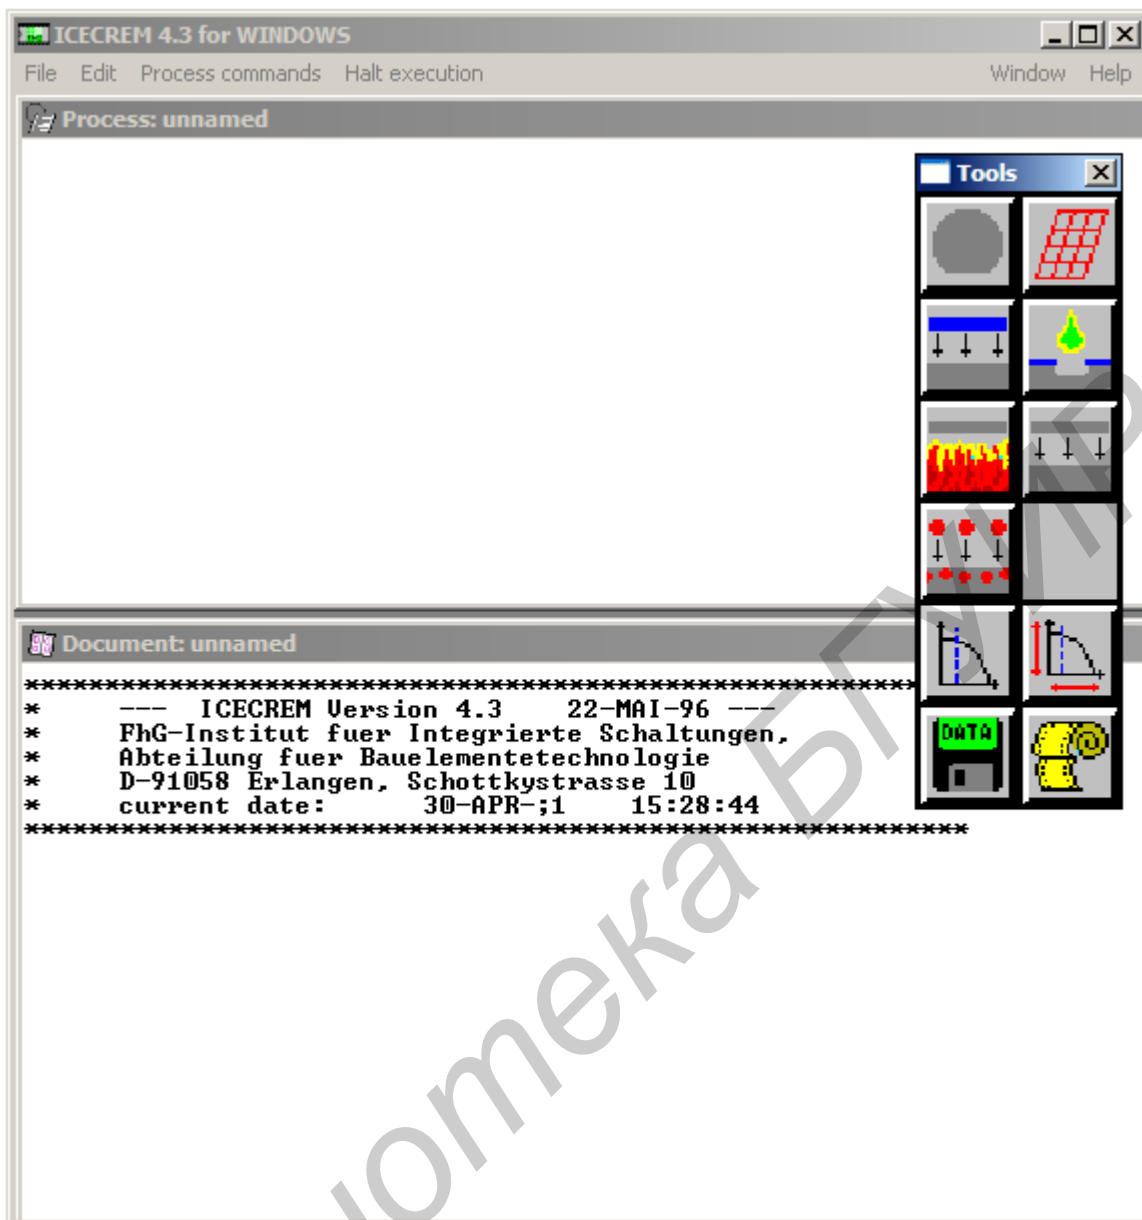 ICECREM 4.3 for WINDOWS
File Edit Process commands Halt execution Window Help
Process: unnamed
Tools
DATA
Document: unnamed
***********************************************************
* --- ICECREM Version 4.3 22-MAI-96 ---
* FhG-Institut fuer Integrierte Schaltungen,
* Abteilung fuer Bauelementetechnologie
* D-91058 Erlangen, Schottkystrasse 10
* current date: 30-APR-;1 15:28:44
***********************************************************
отека БГУИР